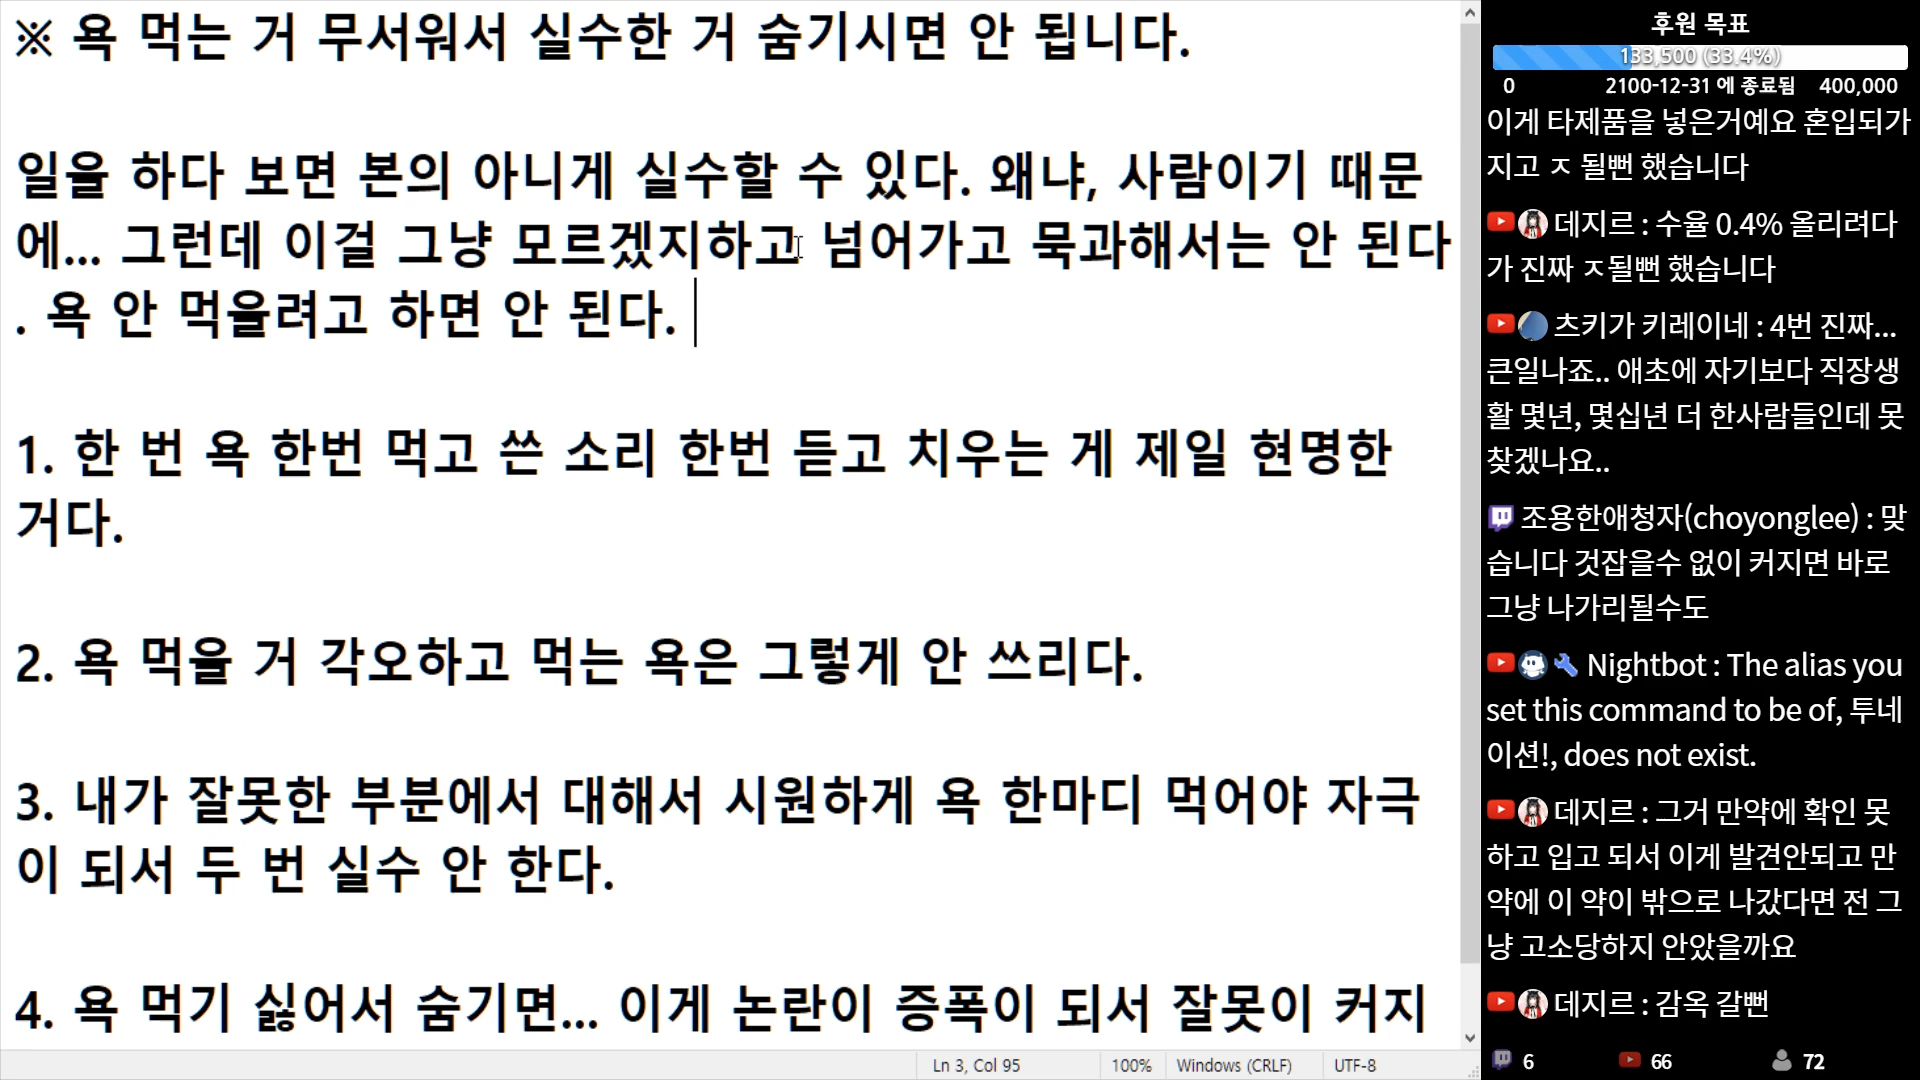 ※ 욕 먹는 거 무서워서 실수한 거 숨기시면 안 됩니다.
일을 하다 보면 본의 아니게 실수할 수 있다. 왜냐, 사람이기 때문
에... 그런데 이걸 그냥 모르겠지하고 넘어가고 묵과해서는 안 된다
. 욕 안 먹을려고 하면 안 된다.
1. 한 번 욕 한번 먹고 쓴 소리 한번 듣고 치우는 게 제일 현명한
거다.
2. 욕 먹을 거 각오하고 먹는 욕은 그렇게 안 쓰리다.
3. 내가 잘못한 부분에서 대해서 시원하게 욕 한마디 먹어야 자극
이 되서 두 번 실수 안 한다.
4. 욕 먹기 싫어서 숨기면... 이게 논란이 증폭이 되서 잘못이 커지
Ln 3, Col 95
100%
Windows (CRLF)
UTF-8
후원 목표
133,500 (33.4%)
0 2100-12-31 에 종료됨 400,000
이게 타제품을 넣은거예요 혼입되가
지고 ㅈ 될뻔 했습니다
데지르 : 수율 0.4% 올리려다
가 진짜 ㅈ될뻔 했습니다
츠키가 키레이네 : 4번 진짜...
큰일나죠.. 애초에 자기보다 직장생
활 몇년, 몇십년 더 한사람들인데 못
찾겠나요..
조용한애청자(choyonglee) : 맞
습니다 것잡을수 없이 커지면 바로
그냥 나가리될수도
Nightbot : The alias you
set this command to be of, 투네
이션!, does not exist.
데지르 : 그거 만약에 확인 못
하고 입고 되서 이게 발견안되고 만
약에 이 약이 밖으로 나갔다면 전 그
냥 고소당하지 안았을까요
데지르 : 감옥 갈뻔
6 66 72